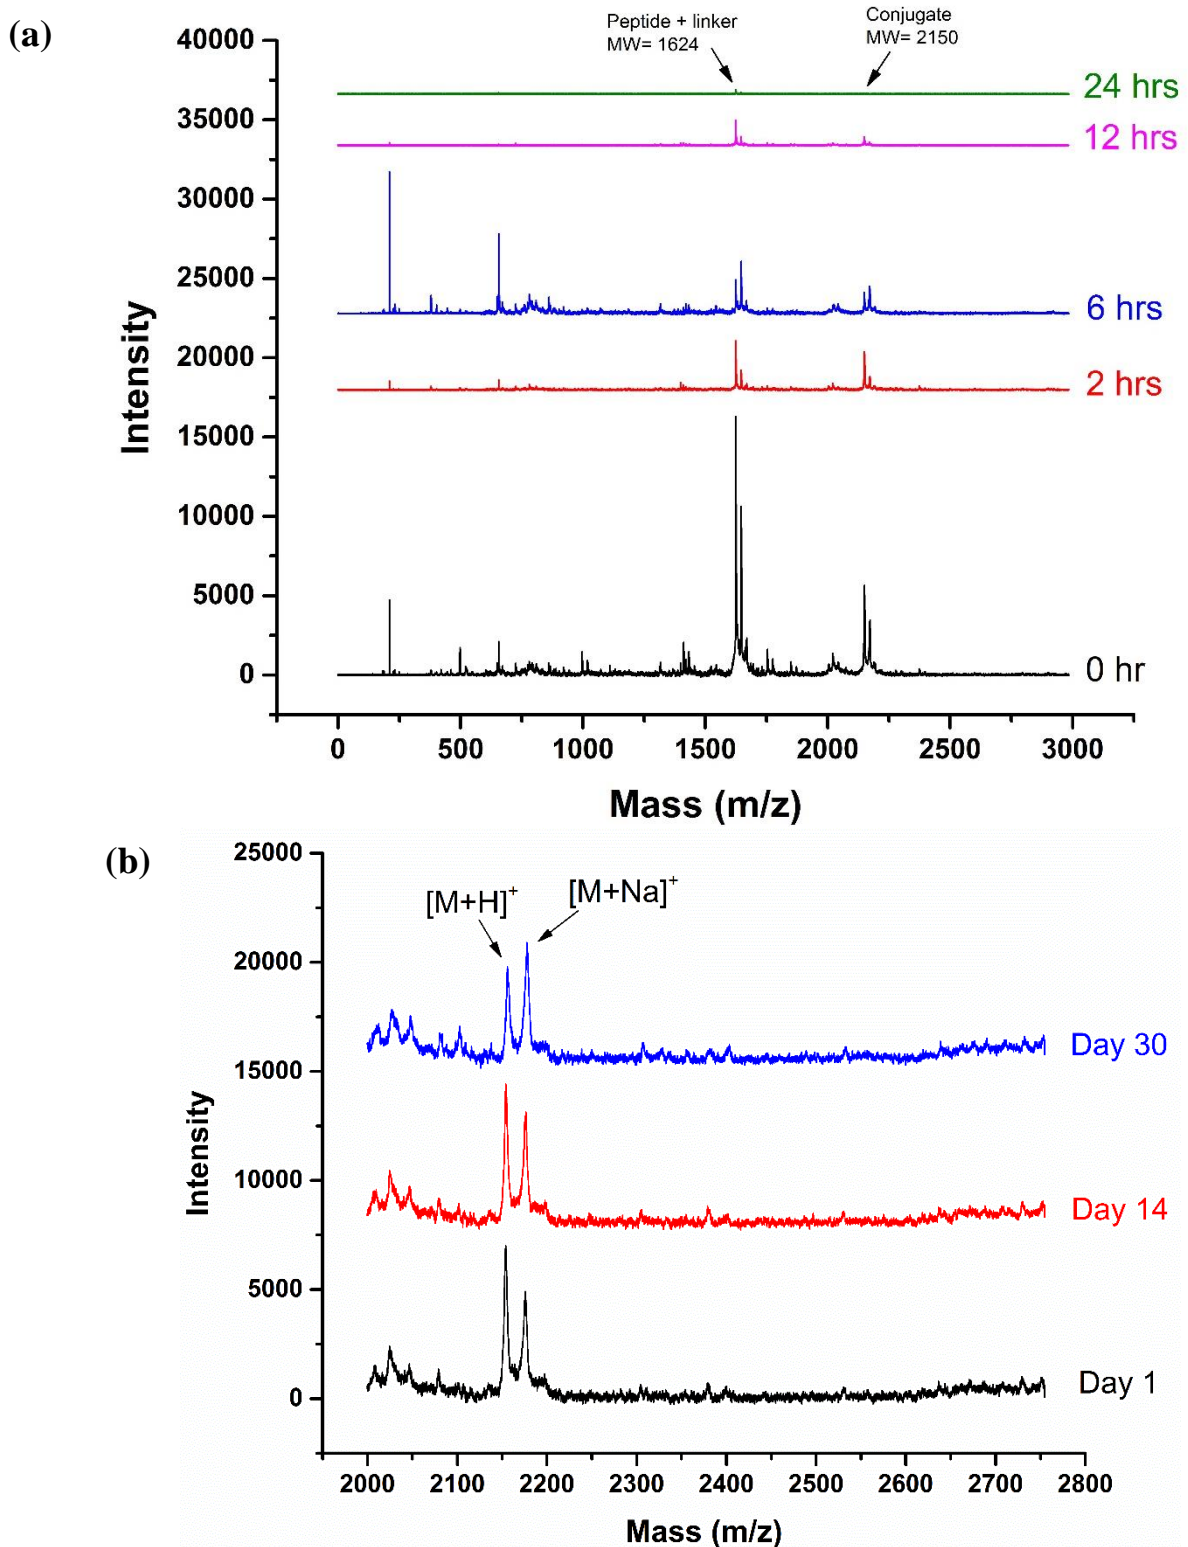 (a)
Peptide + linker
MW= 1624
Conjugate
MW= 2150
40000
35000
30000
25000
20000
15000
10000
5000
0
Intensity
24 hrs
12 hrs
6 hrs
2 hrs
0 hr
0 500 1000 1500 2000 2500 3000
Mass (m/z)
(b)
25000
20000
15000
10000
5000
0
Intensity
[M+H]⁺
[M+Na]⁺
Day 30
Day 14
Day 1
2000 2100 2200 2300 2400 2500 2600 2700 2800
Mass (m/z)